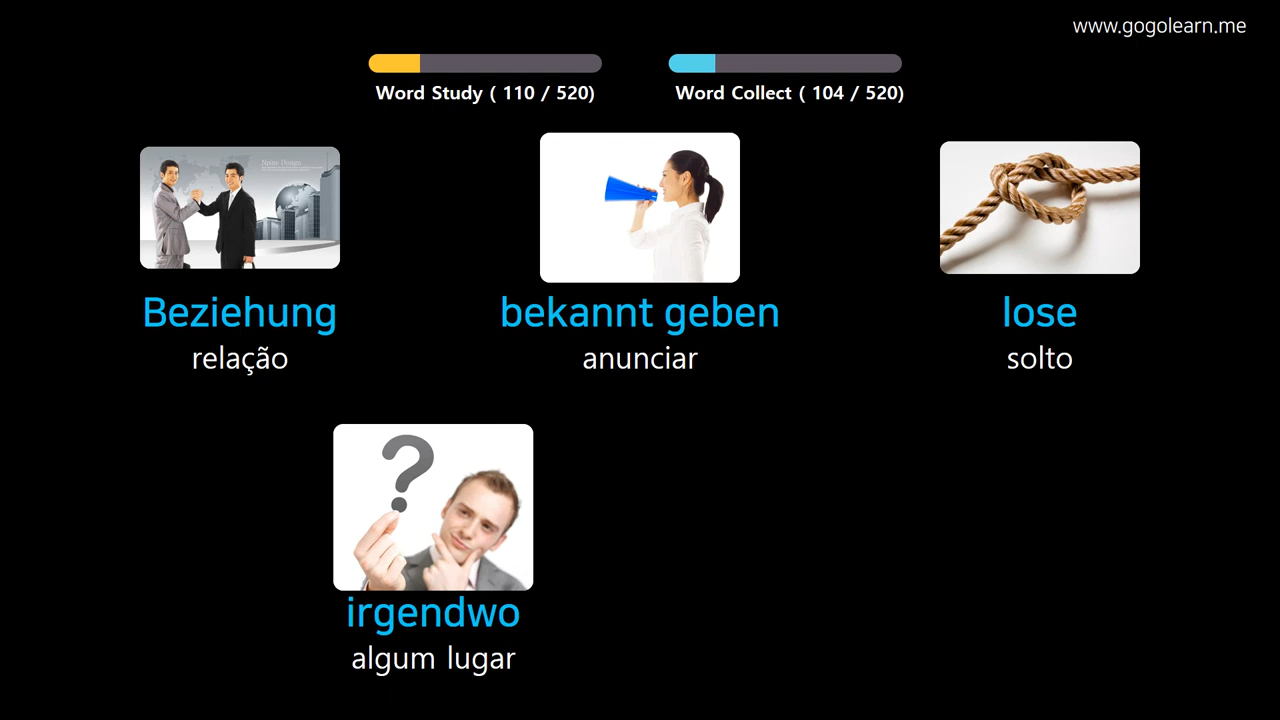 www.gogolearn.me
Word Study ( 110 / 520)
Word Collect ( 104 / 520)
Beziehung
relação
bekannt geben
anunciar
lose
solto
irgendwo
algum lugar